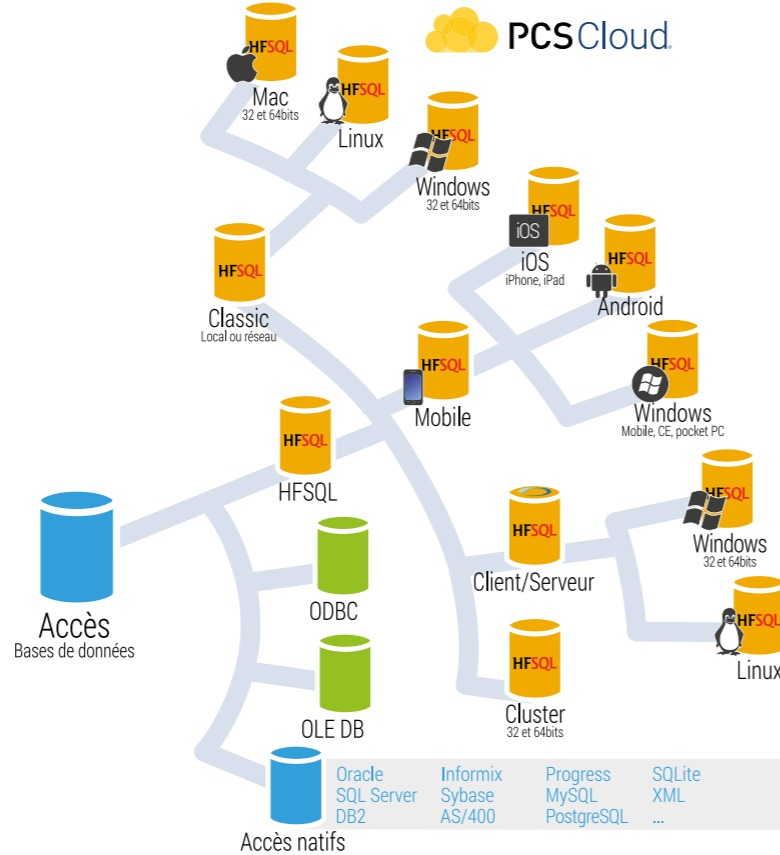 PCSCloud
HFSQL
Mac
32 et 64bits
HFSQL
Linux
HFSQL
Windows
32 et 64bits
HFSQL
iOS
iOS
iPhone, iPad
HFSQL
Android
HFSQL
Classic
Local ou réseau
HFSQL
Mobile
HFSQL
Windows
Mobile, CE, pocket PC
HFSQL
HFSQL
HFSQL
Windows
32 et 64bits
HFSQL
Client/Serveur
HFSQL
Linux
Accès
Bases de données
ODBC
HFSQL
Cluster
32 et 64bits
OLE DB
Oracle Informix Progress SQLite
SQL Server Sybase MySQL XML
DB2 AS/400 PostgreSQL ...
Accès natifs